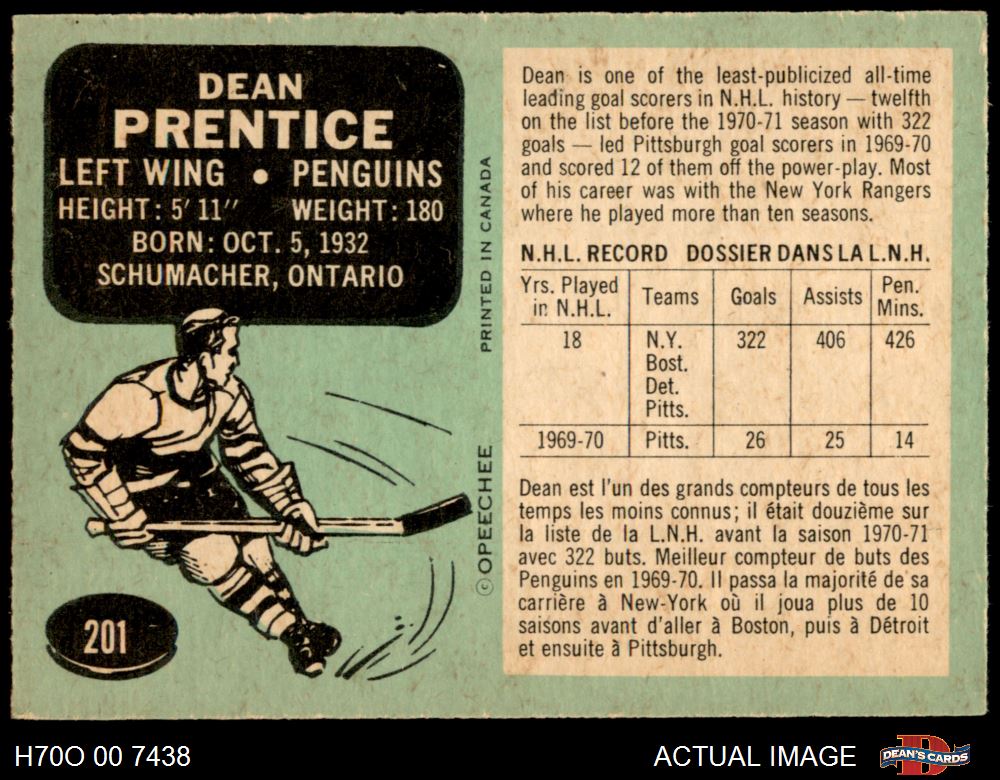 DEAN
PRENTICE
LEFT WING • PENGUINS
HEIGHT: 5' 11" WEIGHT: 180
BORN: OCT. 5, 1932
SCHUMACHER, ONTARIO
201
© OPEECHEE PRINTED IN CANADA
Dean is one of the least-publicized all-time
leading goal scorers in N.H.L. history — twelfth
on the list before the 1970-71 season with 322
goals — led Pittsburgh goal scorers in 1969-70
and scored 12 of them off the power-play. Most
of his career was with the New York Rangers
where he played more than ten seasons.
N.H.L. RECORD DOSSIER DANS LA L.N.H.
Yrs. Played Teams Goals Assists Pen.
in N.H.L. Mins.
18 N.Y. 322 406 426
Bost.
Det.
Pitts.
1969-70 Pitts. 26 25 14
Dean est l'un des grands compteurs de tous les
temps les moins connus; il était douzième sur
la liste de la L.N.H. avant la saison 1970-71
avec 322 buts. Meilleur compteur de buts des
Penguins en 1969-70. Il passa la majorité de sa
carrière à New-York où il joua plus de 10
saisons avant d'aller à Boston, puis à Détroit
et ensuite à Pittsburgh.
H70O 00 7438 ACTUAL IMAGE DEAN'S CARDS